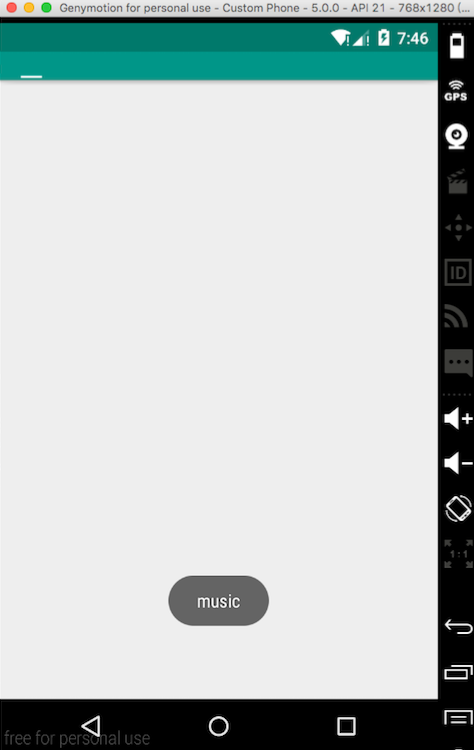 Genymotion for personal use - Custom Phone - 5.0.0 - API 21 - 768x1280 (...
7:46
GPS
ID
1:1
music
free for personal use